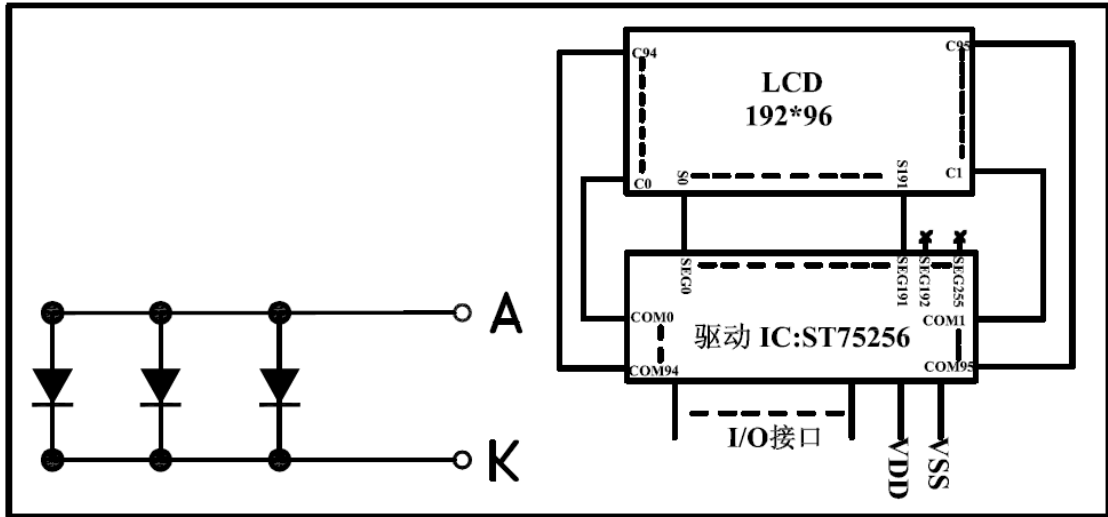 C94
C95
LCD
192*96
C0
S0
S191
C1
SEG0
SEG191
SEG192
SEG255
COM0
COM1
驱动 IC:ST75256
COM94
COM95
I/O接口
VDD
VSS
A
K